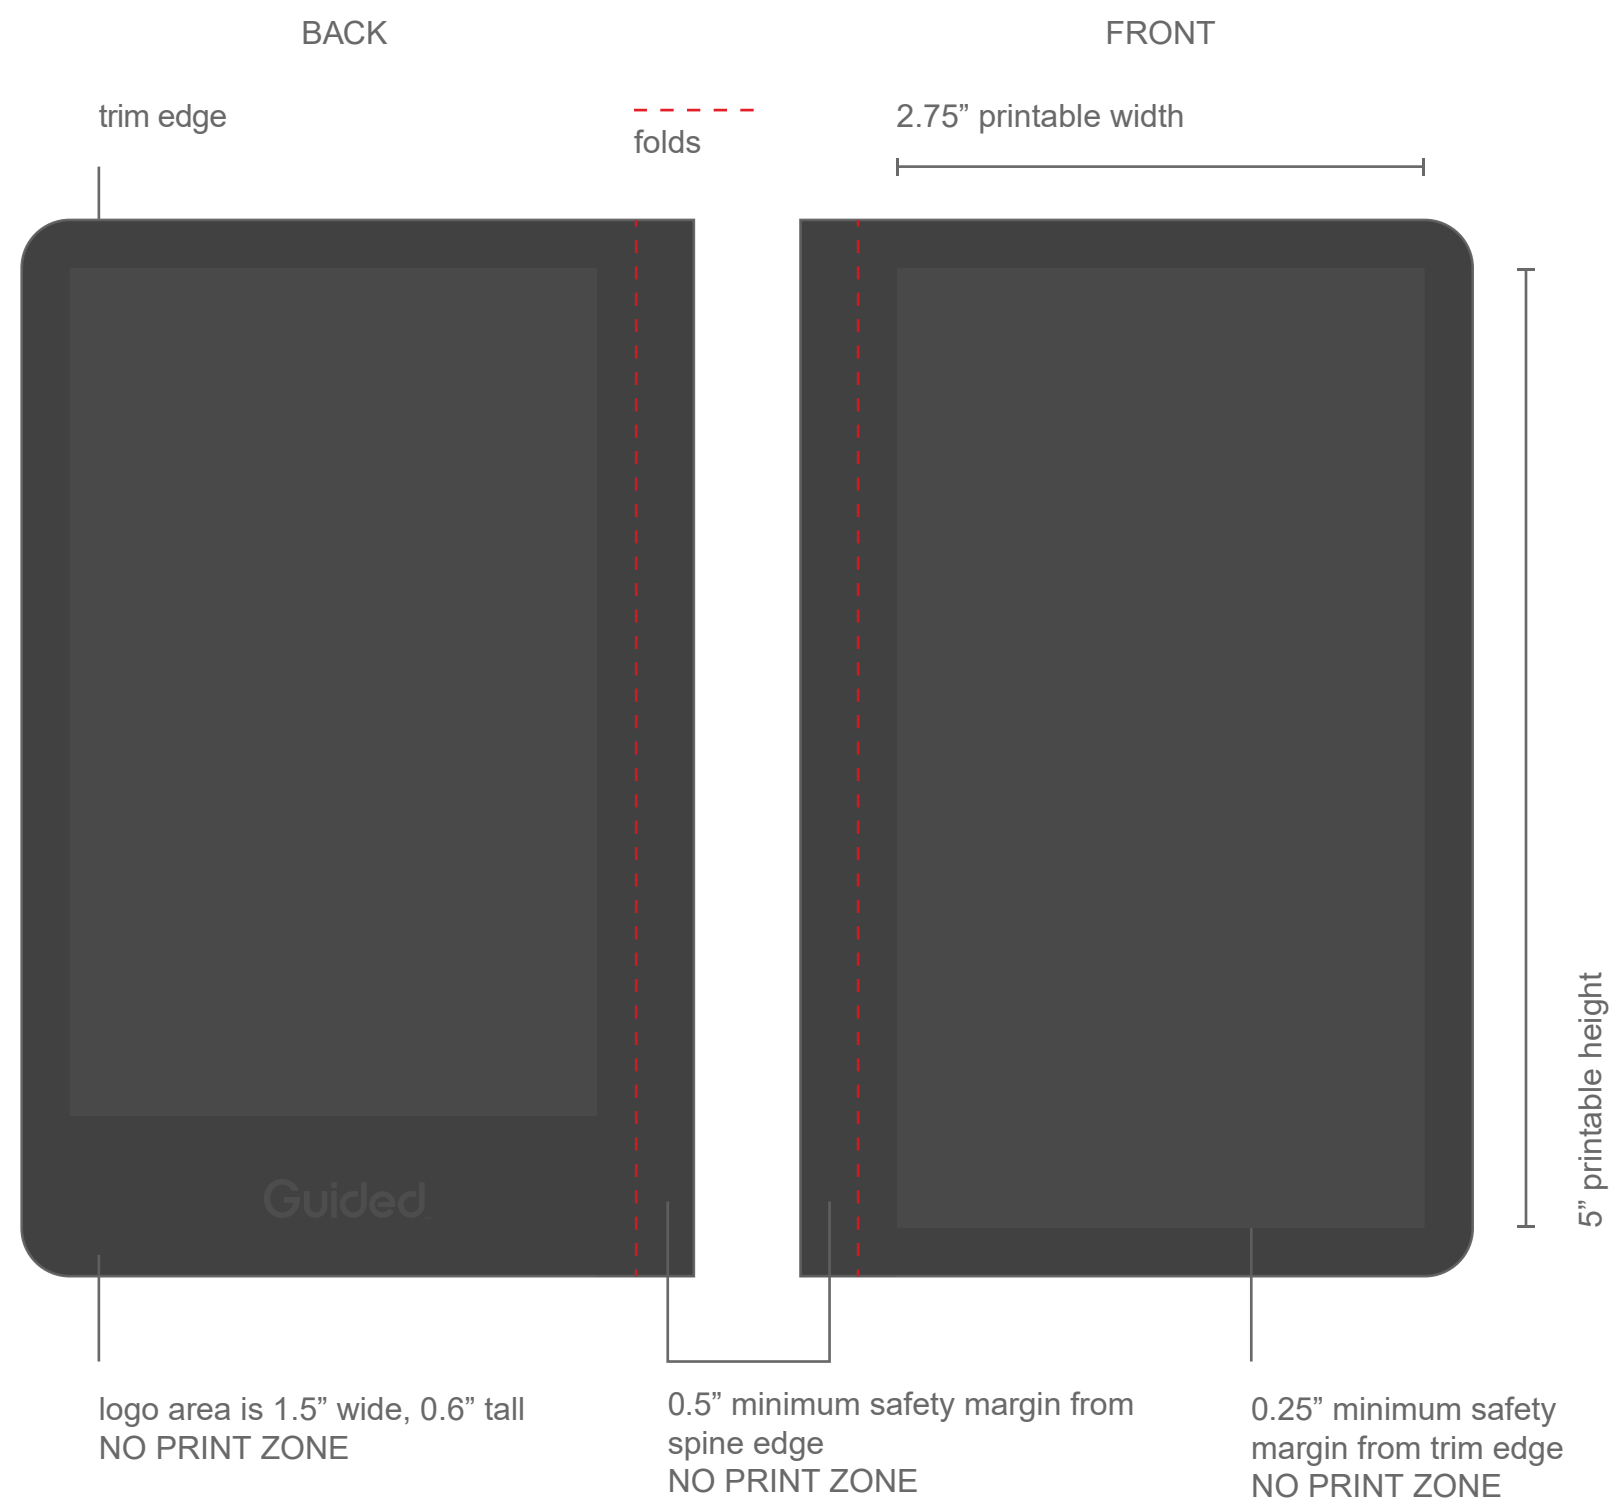 BACK
FRONT
trim edge
folds
2.75” printable width
5” printable height
Guided
logo area is 1.5” wide, 0.6” tall
NO PRINT ZONE
0.5” minimum safety margin from
spine edge
NO PRINT ZONE
0.25” minimum safety
margin from trim edge
NO PRINT ZONE